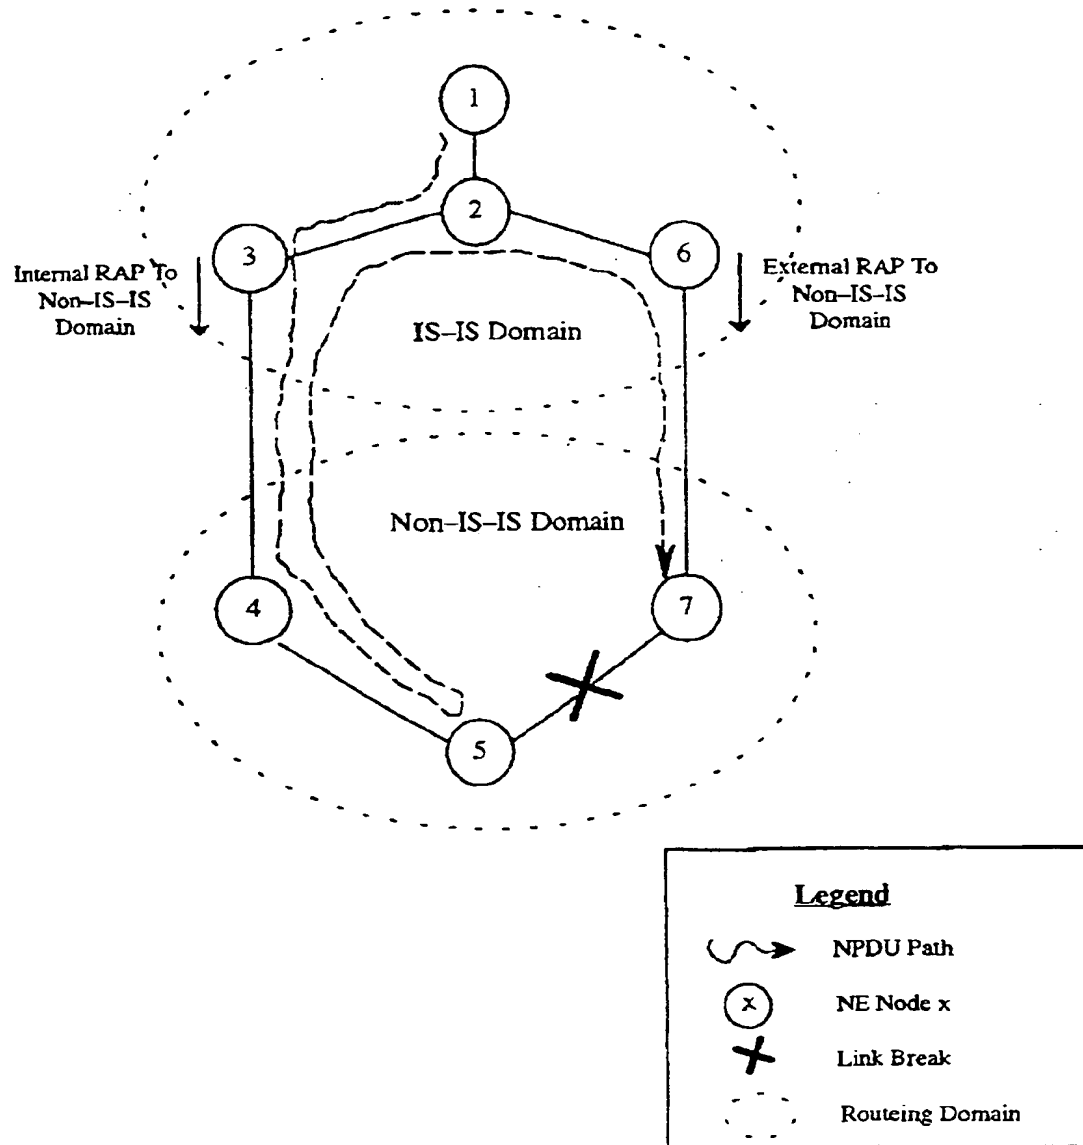 1
2
3
6
Internal RAP To
Non–IS–IS
Domain
External RAP To
Non–IS–IS
Domain
IS–IS Domain
Non–IS–IS Domain
4
7
5
Legend
NPDU Path
x
NE Node x
Link Break
Routeing Domain